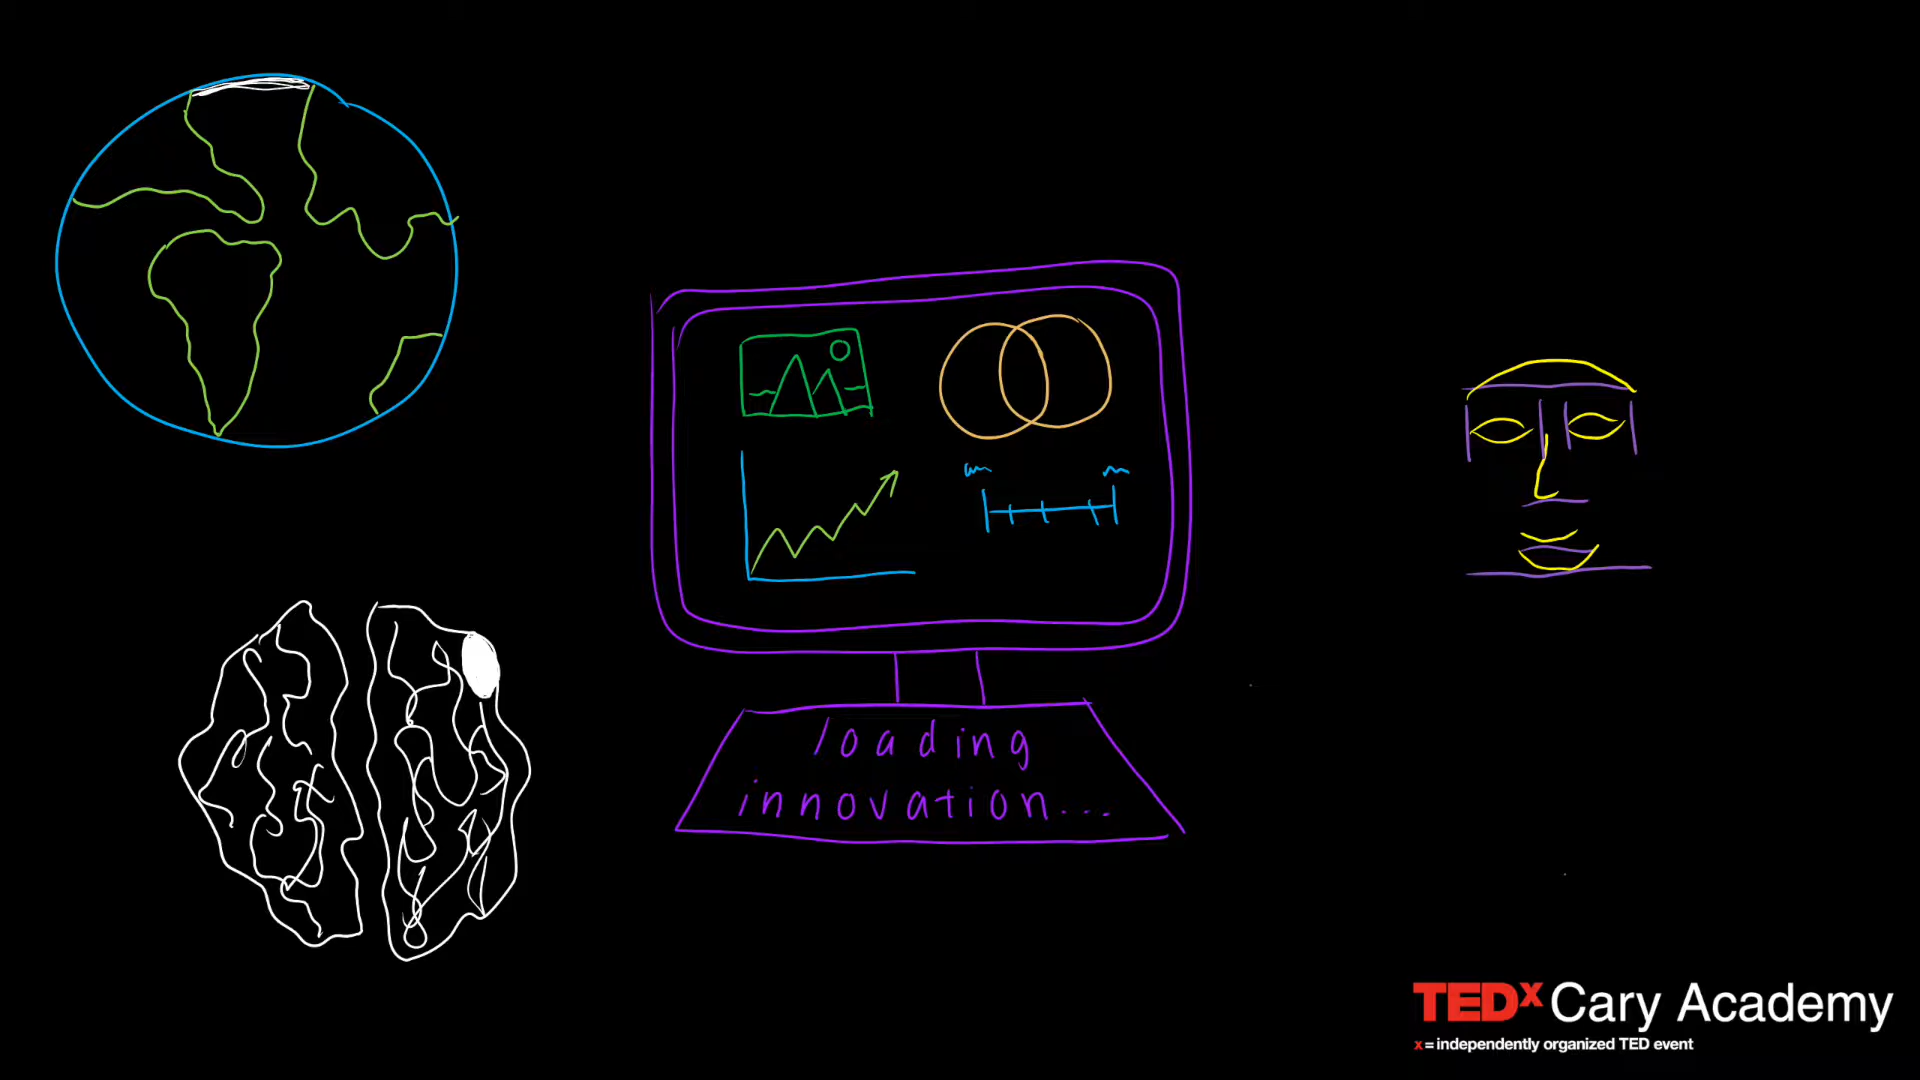 loading
innovation...
TEDx Cary Academy
x = independently organized TED event